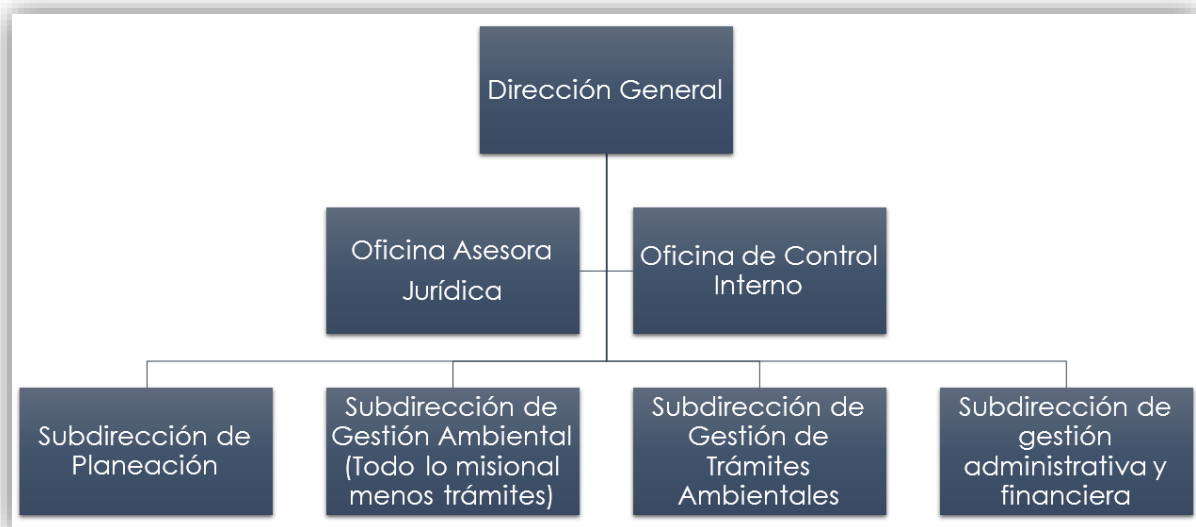 Dirección General
Oficina Asesora
Jurídica
Oficina de Control
Interno
Subdirección de
Planeación
Subdirección de
Gestión Ambiental
(Todo lo misional
menos trámites)
Subdirección de
Gestión de
Trámites
Ambientales
Subdirección de
gestión
administrativa y
financiera